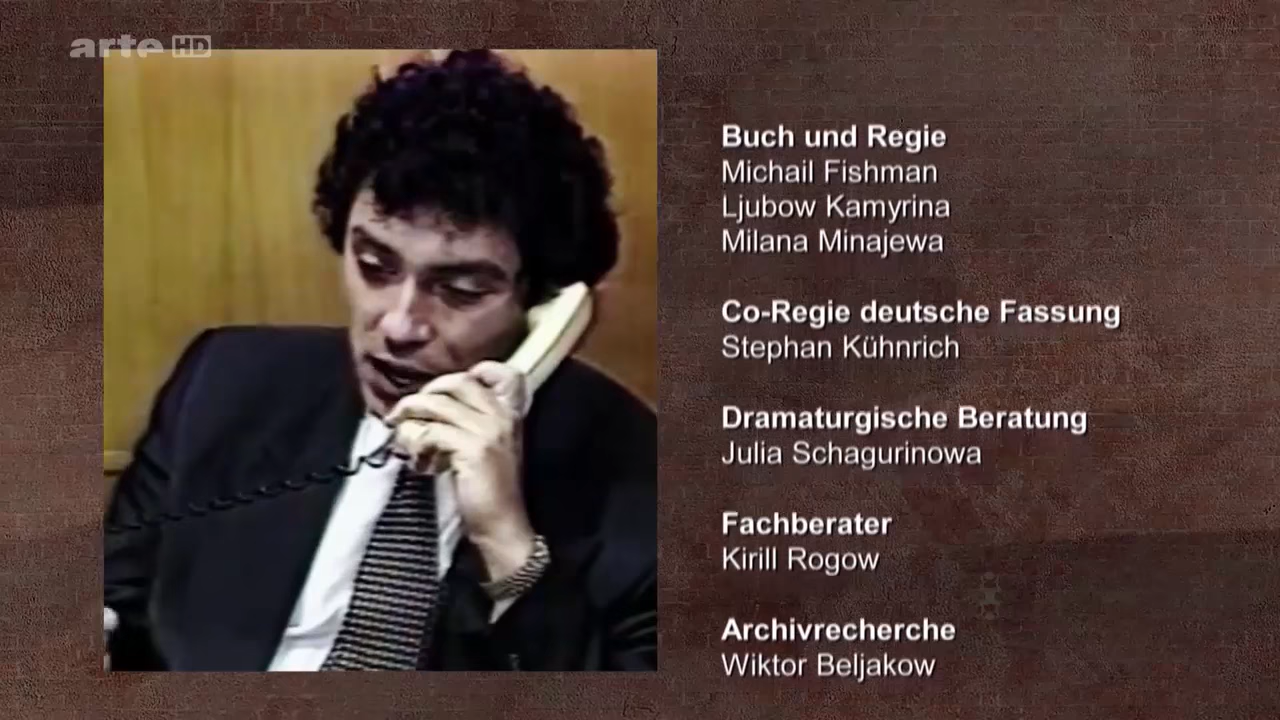 arte HD
Buch und Regie
Michail Fishman
Ljubow Kamyrina
Milana Minajewa
Co-Regie deutsche Fassung
Stephan Kühnrich
Dramaturgische Beratung
Julia Schagurinowa
Fachberater
Kirill Rogow
Archivrecherche
Wiktor Beljakow